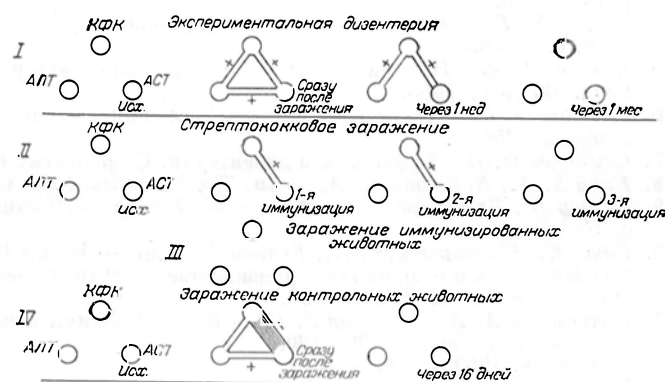 КФК Экспериментальная дизентерия
I
АЛТ АСТ
Исх. Сразу после заражения Через 1 нед Через 1 мес
КФК Стрептококковое заражение
II
АЛТ АСТ
Исх. 1-я иммунизация 2-я иммунизация 3-я иммунизация
Заражение иммунизированных животных
III
КФК Заражение контрольных животных
IV
АЛТ АСТ
Исх. Сразу после заражения Через 16 дней